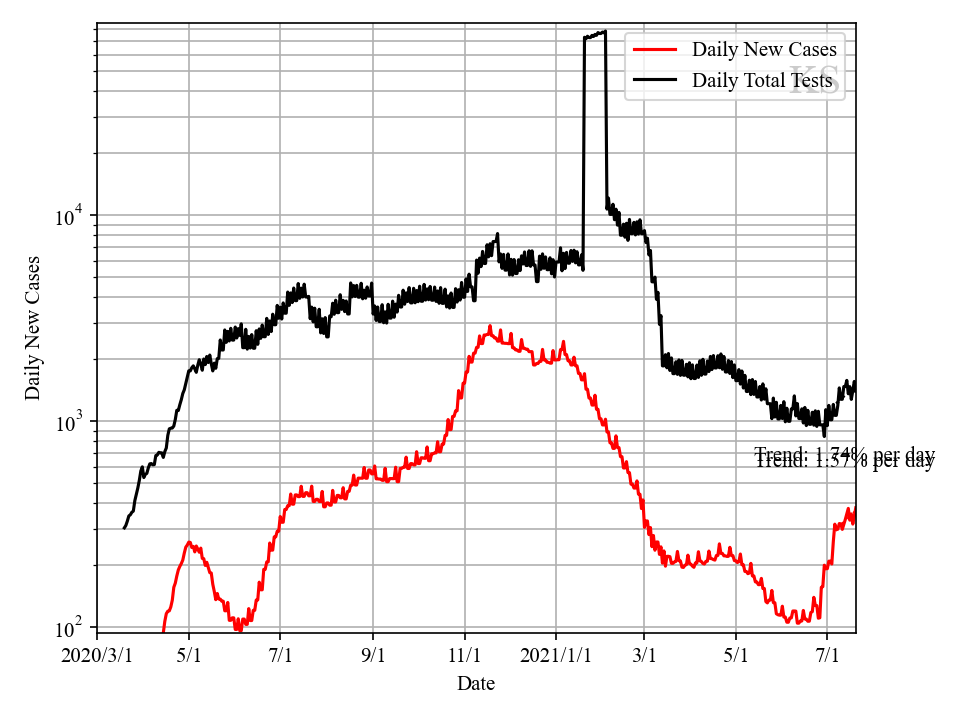 Daily New Cases
Daily Total Tests
KS
10^4
10^3
10^2
Daily New Cases
Trend: 1.74% per day
Trend: 1.37% per day
2020/3/1 5/1 7/1 9/1 11/1 2021/1/1 3/1 5/1 7/1
Date